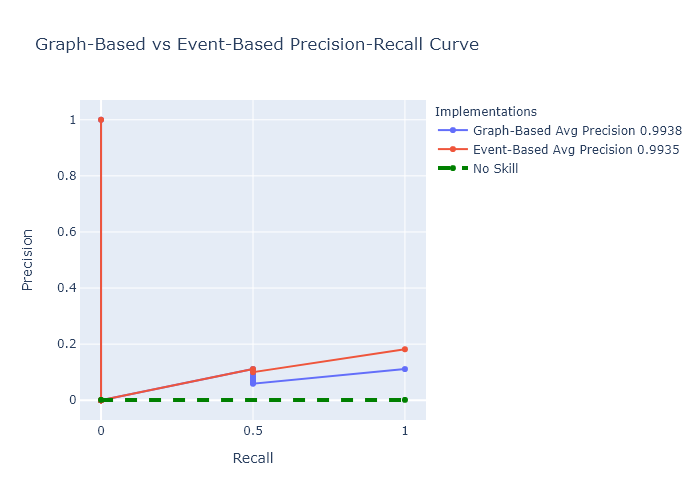 Graph-Based vs Event-Based Precision-Recall Curve
Implementations
Graph-Based Avg Precision 0.9938
Event-Based Avg Precision 0.9935
No Skill
Precision
1
0.8
0.6
0.4
0.2
0
0
0.5
1
Recall